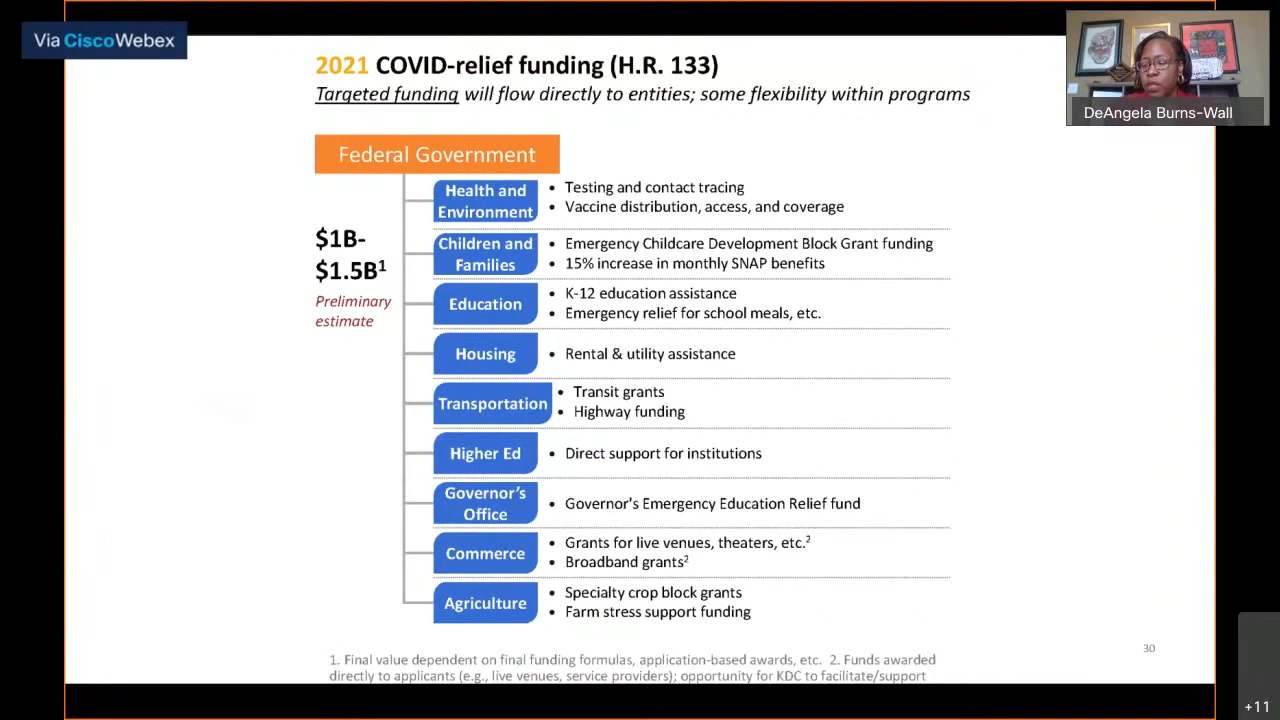 Via Cisco Webex
2021 COVID-relief funding (H.R. 133)
Targeted funding will flow directly to entities; some flexibility within programs
DeAngela Burns-Wall
Federal Government
$1B-
$1.5B¹
Preliminary
estimate
Health and
Environment
• Testing and contact tracing
• Vaccine distribution, access, and coverage
Children and
Families
• Emergency Childcare Development Block Grant funding
• 15% increase in monthly SNAP benefits
Education
• K-12 education assistance
• Emergency relief for school meals, etc.
Housing
• Rental & utility assistance
Transportation
• Transit grants
• Highway funding
Higher Ed
• Direct support for institutions
Governor's
Office
• Governor's Emergency Education Relief fund
Commerce
• Grants for live venues, theaters, etc.²
• Broadband grants²
Agriculture
• Specialty crop block grants
• Farm stress support funding
30
1. Final value dependent on final funding formulas, application-based awards, etc. 2. Funds awarded
directly to applicants (e.g., live venues, service providers); opportunity for KDC to facilitate/support
+11